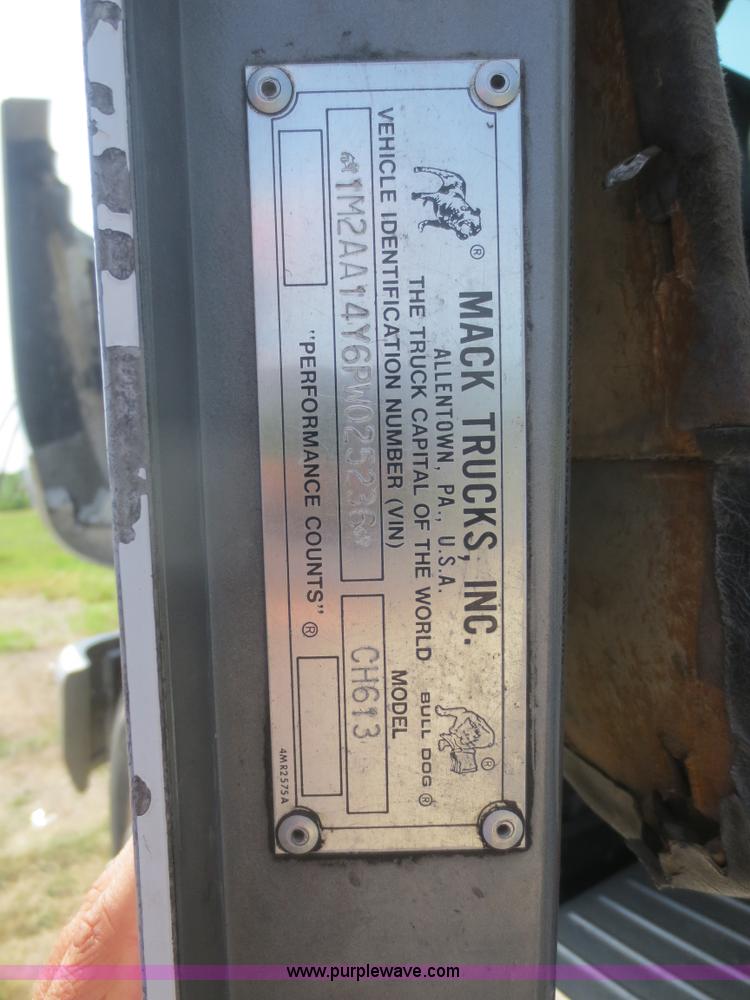 MACK TRUCKS, INC.
ALLENTOWN, PA., U.S.A.
THE TRUCK CAPITAL OF THE WORLD
BULL DOG ®
®
®
VEHICLE IDENTIFICATION NUMBER (VIN)
MODEL
1M2AA14Y6PW025236
CH613
"PERFORMANCE COUNTS" ®
4MR2575A
www.purplewave.com